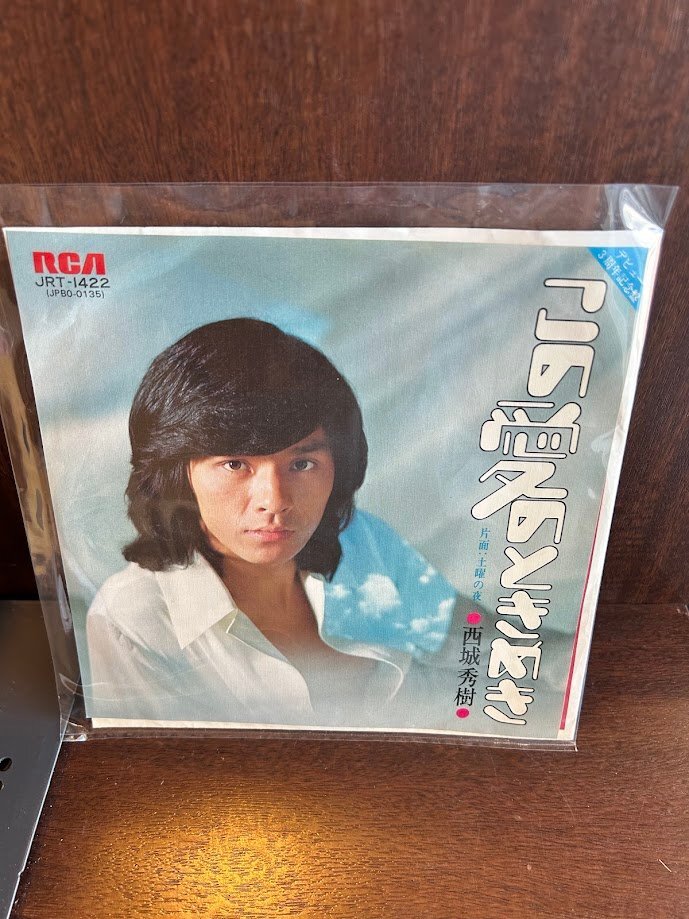 RCA
JRT-1422
(JPBO-0135)
デビュー
3周年記念盤
この愛のときめき
片面:土曜の夜
●西城秀樹●